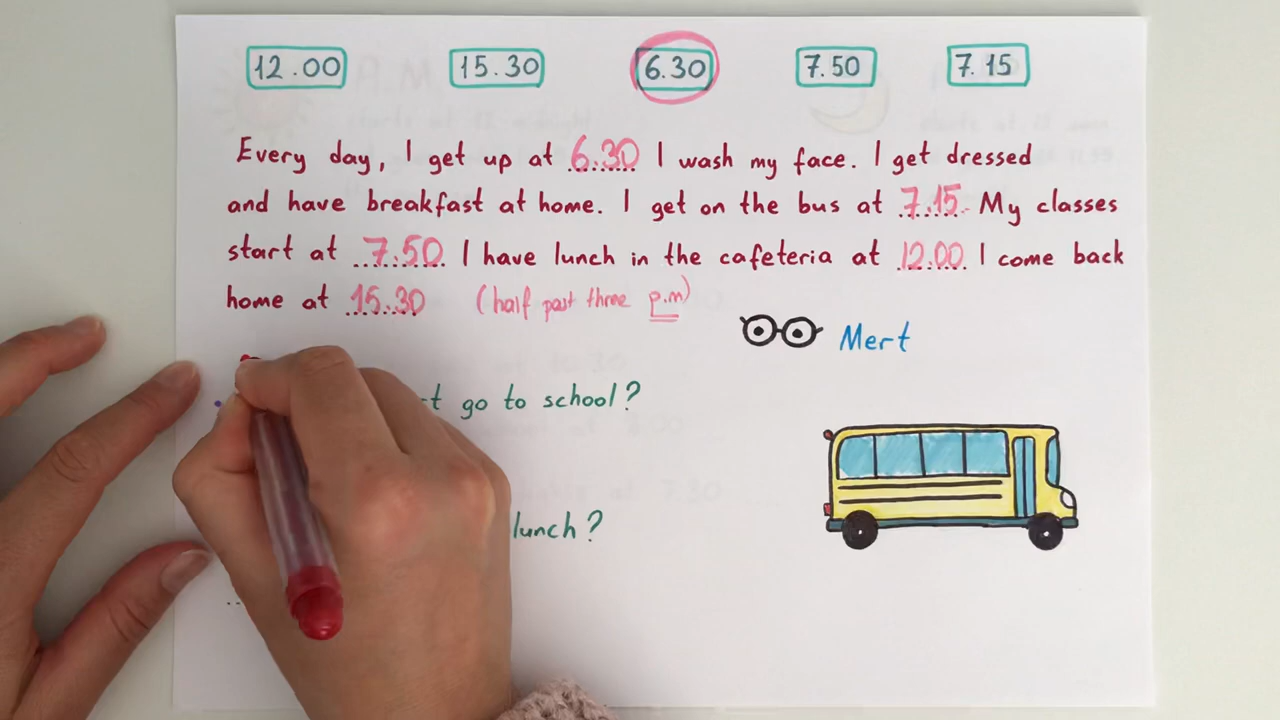 12.00 15.30 6.30 7.50 7.15
Every day, I get up at 6.30 I wash my face. I get dressed
and have breakfast at home. I get on the bus at 7.15. My classes
start at 7.50. I have lunch in the cafeteria at 12.00. I come back
home at 15.30 (half past three p.m)
Mert
go to school?
lunch?